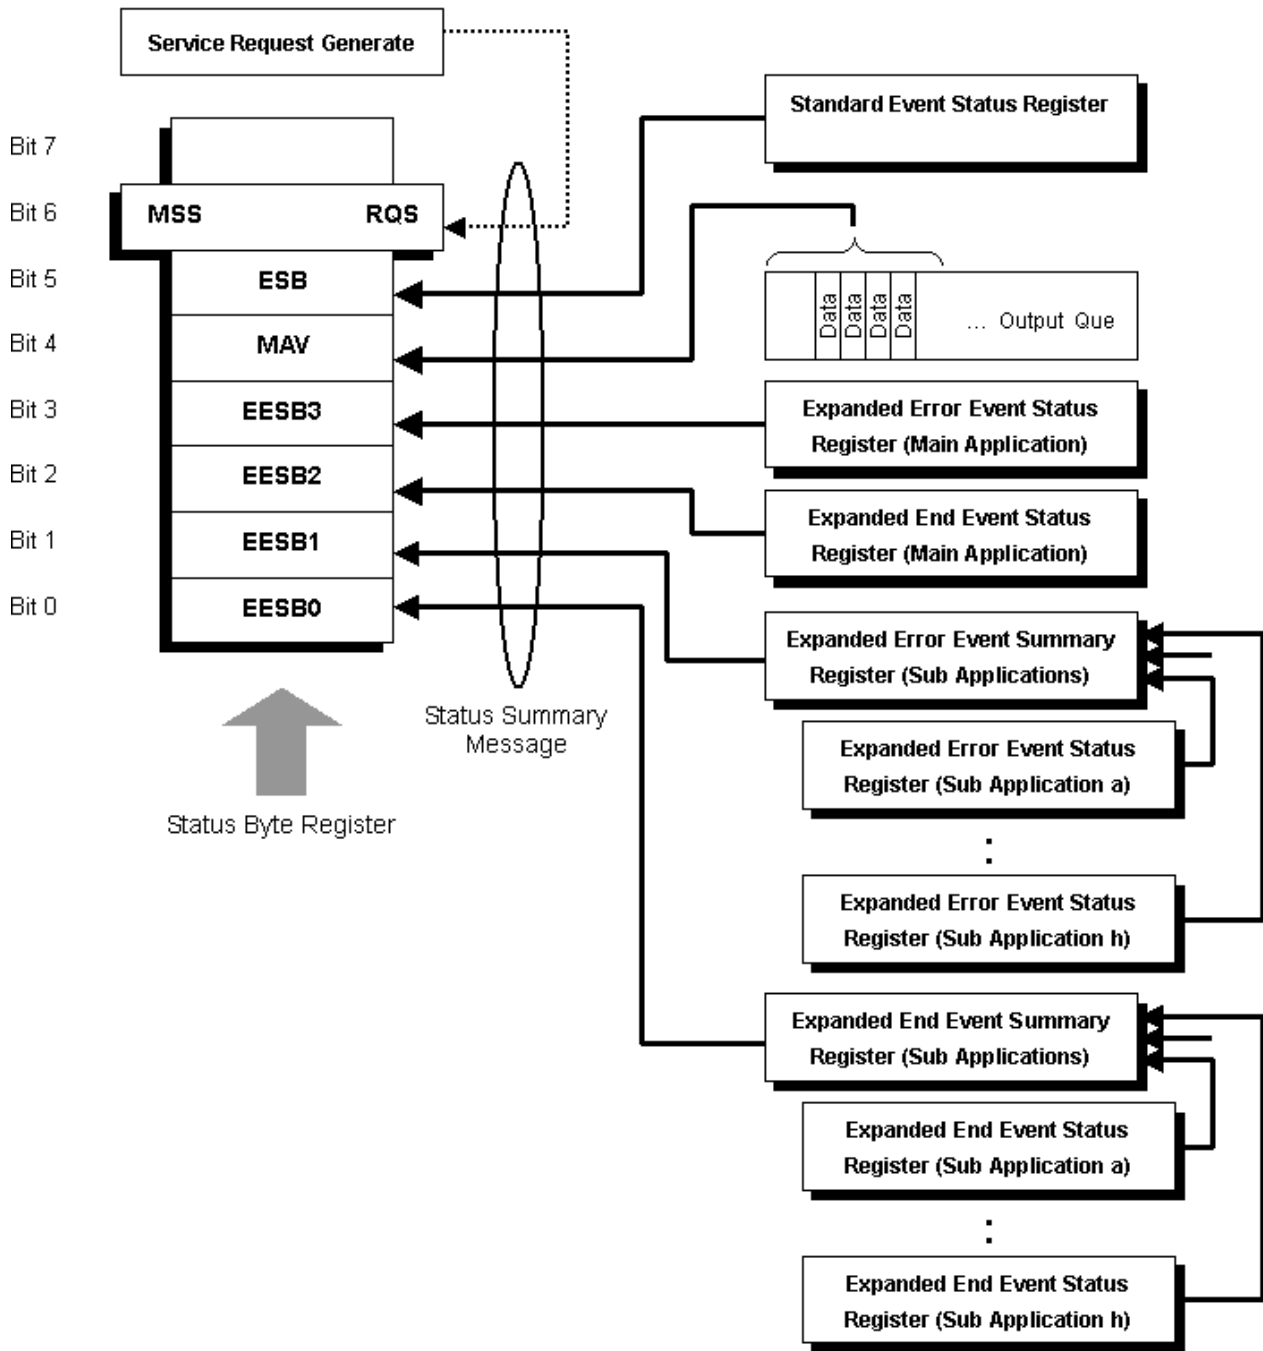 Service Request Generate
Standard Event Status Register
Bit 7
Bit 6
MSS RQS
Bit 5
ESB
Data Data Data Data ... Output Que
Bit 4
MAV
Bit 3
EESB3
Expanded Error Event Status
Register (Main Application)
Bit 2
EESB2
Expanded End Event Status
Register (Main Application)
Bit 1
EESB1
Bit 0
EESB0
Expanded Error Event Summary
Register (Sub Applications)
Status Summary
Message
Expanded Error Event Status
Register (Sub Application a)
Status Byte Register
:
Expanded Error Event Status
Register (Sub Application h)
Expanded End Event Summary
Register (Sub Applications)
Expanded End Event Status
Register (Sub Application a)
:
Expanded End Event Status
Register (Sub Application h)